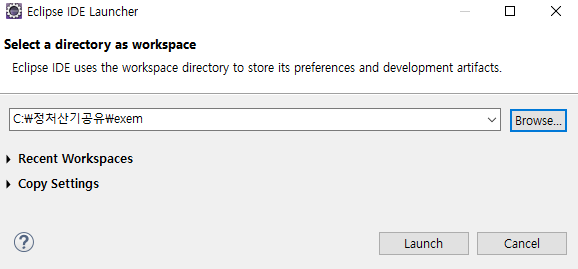 Eclipse IDE Launcher
Select a directory as workspace
Eclipse IDE uses the workspace directory to store its preferences and development artifacts.
C:₩정처산기공유₩exem
Browse...
Recent Workspaces
Copy Settings
?
Launch
Cancel